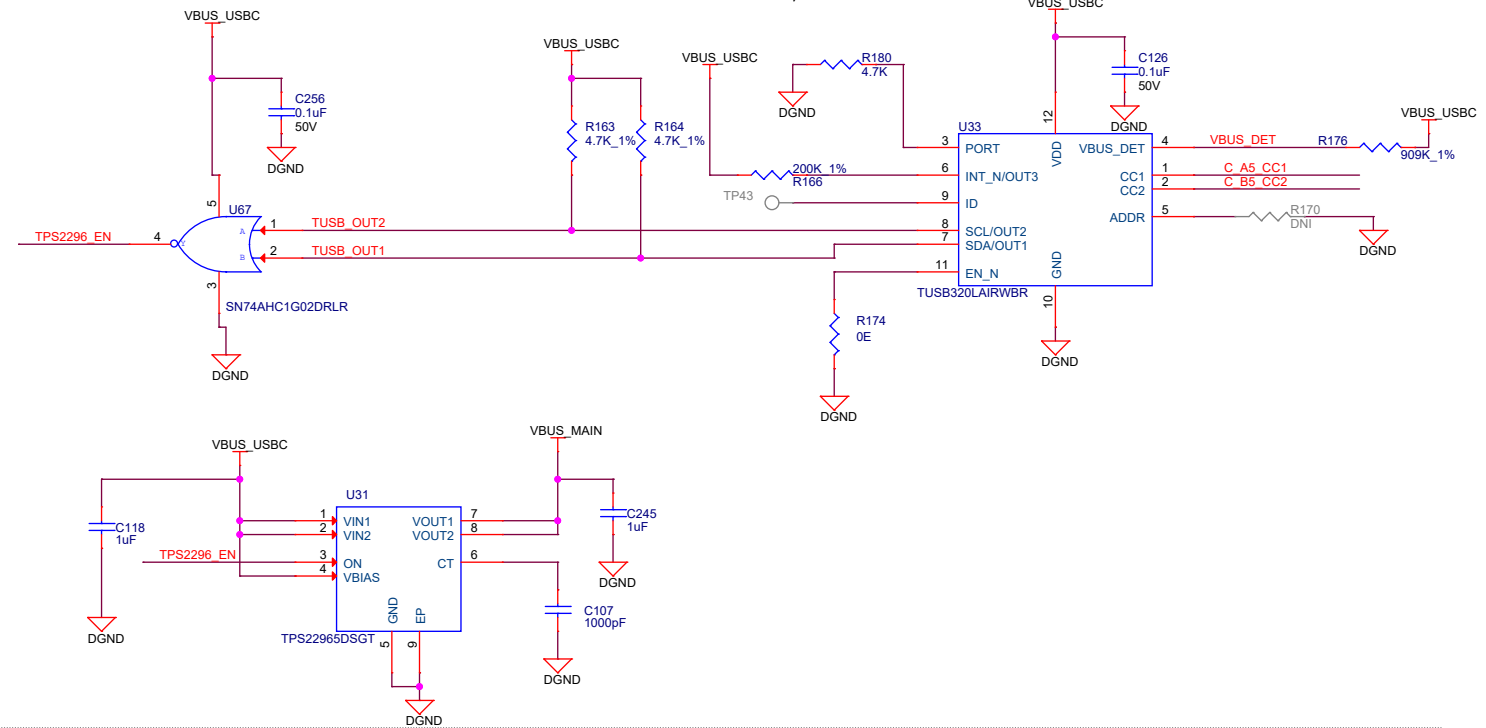 VBUS_USBC
C256
0.1uF
50V
DGND
5
U67
4
Y
A
B
1
2
3
TPS2296_EN
TUSB_OUT2
TUSB_OUT1
SN74AHC1G02DRLR
DGND
VBUS_USBC
R163
4.7K_1%
R164
4.7K_1%
VBUS_USBC
R180
4.7K
DGND
200K_1%
R166
TP43
VBUS_USBC
C126
0.1uF
50V
DGND
12
U33
3
PORT
6
INT_N/OUT3
9
ID
8
SCL/OUT2
7
SDA/OUT1
11
EN_N
VDD
GND
10
VBUS_DET
4
CC1
1
CC2
2
ADDR
5
TUSB320LAIRWBR
DGND
R174
0E
DGND
VBUS_DET
R176
909K_1%
VBUS_USBC
C_A5_CC1
C_B5_CC2
R170
DNI
DGND
VBUS_USBC
C118
1uF
DGND
TPS2296_EN
U31
1
VIN1
2
VIN2
3
ON
4
VBIAS
VOUT1
7
VOUT2
8
CT
6
GND
EP
5
9
TPS22965DSGT
DGND
VBUS_MAIN
C245
1uF
DGND
C107
1000pF
DGND